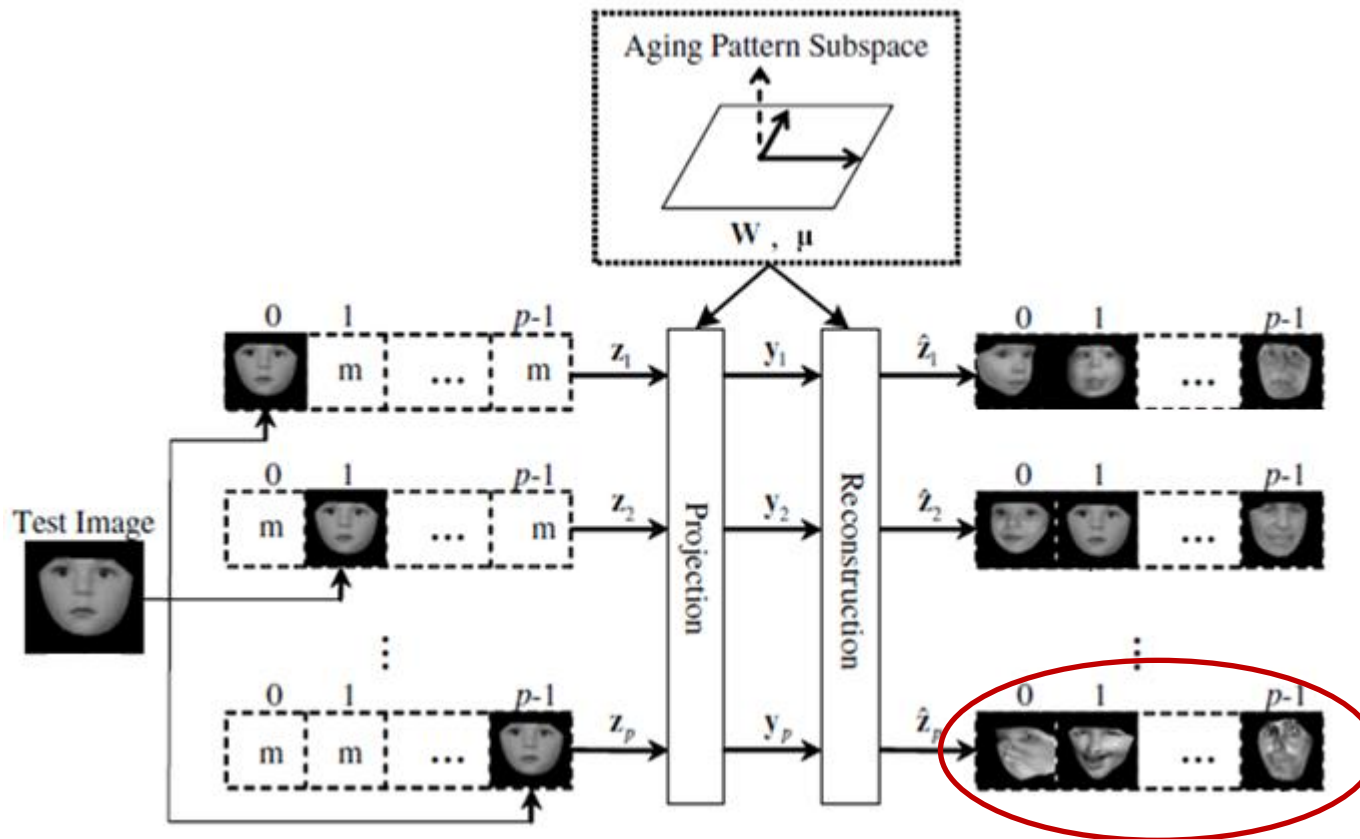 Aging Pattern Subspace
W , μ
0 1 p-1
m ... m
z₁ y₁ ẑ₁
0 1 p-1
...
0 1 p-1
m ... m
z₂ y₂ ẑ₂
0 1 p-1
...
Test Image
Projection
Reconstruction
⋮ ⋮
0 1 p-1
m m ...
zₚ yₚ ẑₚ
0 1 p-1
...